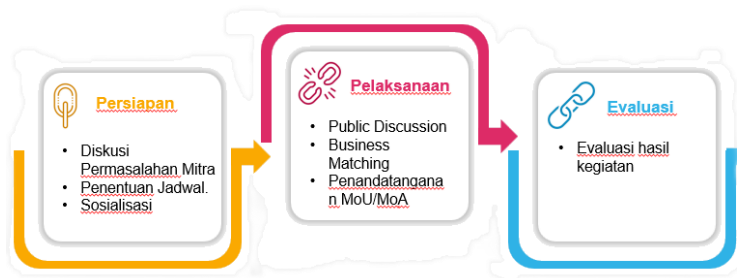 Persiapan
• Diskusi
Permasalahan Mitra
• Penentuan Jadwal.
• Sosialisasi
Pelaksanaan
• Public Discussion
• Business
Matching
• Penandatangana
n MoU/MoA
Evaluasi
• Evaluasi hasil
kegiatan